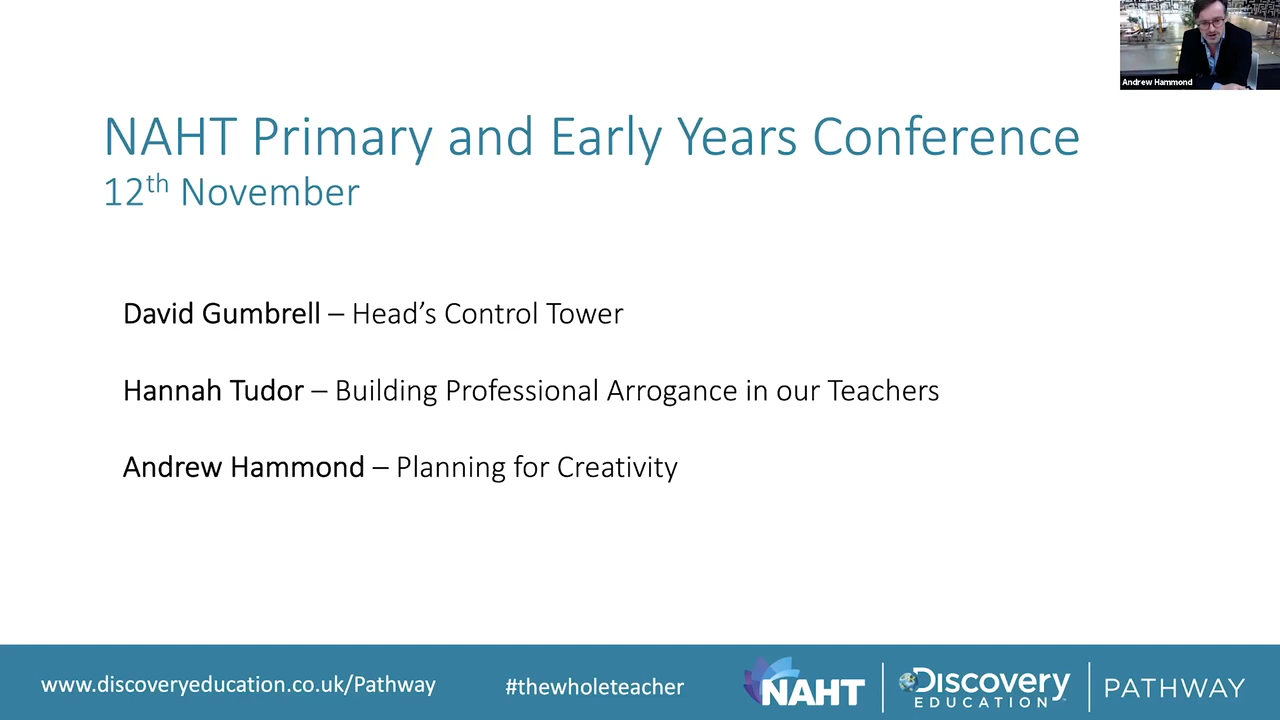 Andrew Hammond
NAHT Primary and Early Years Conference
12th November
David Gumbrell – Head’s Control Tower
Hannah Tudor – Building Professional Arrogance in our Teachers
Andrew Hammond – Planning for Creativity
www.discoveryeducation.co.uk/Pathway
#thewholeteacher
NAHT
Discovery
EDUCATION
PATHWAY